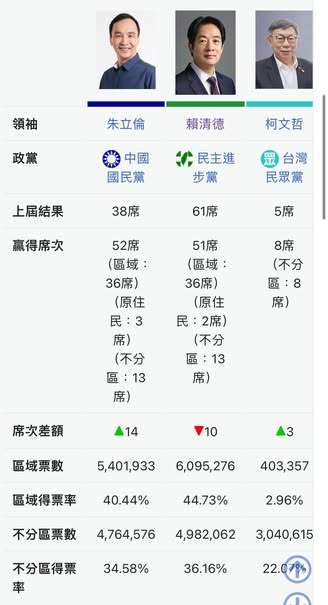 領袖 朱立倫 賴清德 柯文哲
政黨 中國 民主進 台灣
國民黨 步黨 民眾黨
上屆結果 38席 61席 5席
贏得席次 52席 51席 8席
（區域： （區域： （不分
36席） 36席） 區：8
（原住 （原住 席）
民：3 民：2席）
席） （不分
（不分 區：13
區：13 席）
席）
席次差額 ▲14 ▼10 ▲3
區域票數 5,401,933 6,095,276 403,357
區域得票率 40.44% 44.73% 2.96%
不分區票數 4,764,576 4,982,062 3,040,615
不分區得票 34.58% 36.16% 22.07%
率